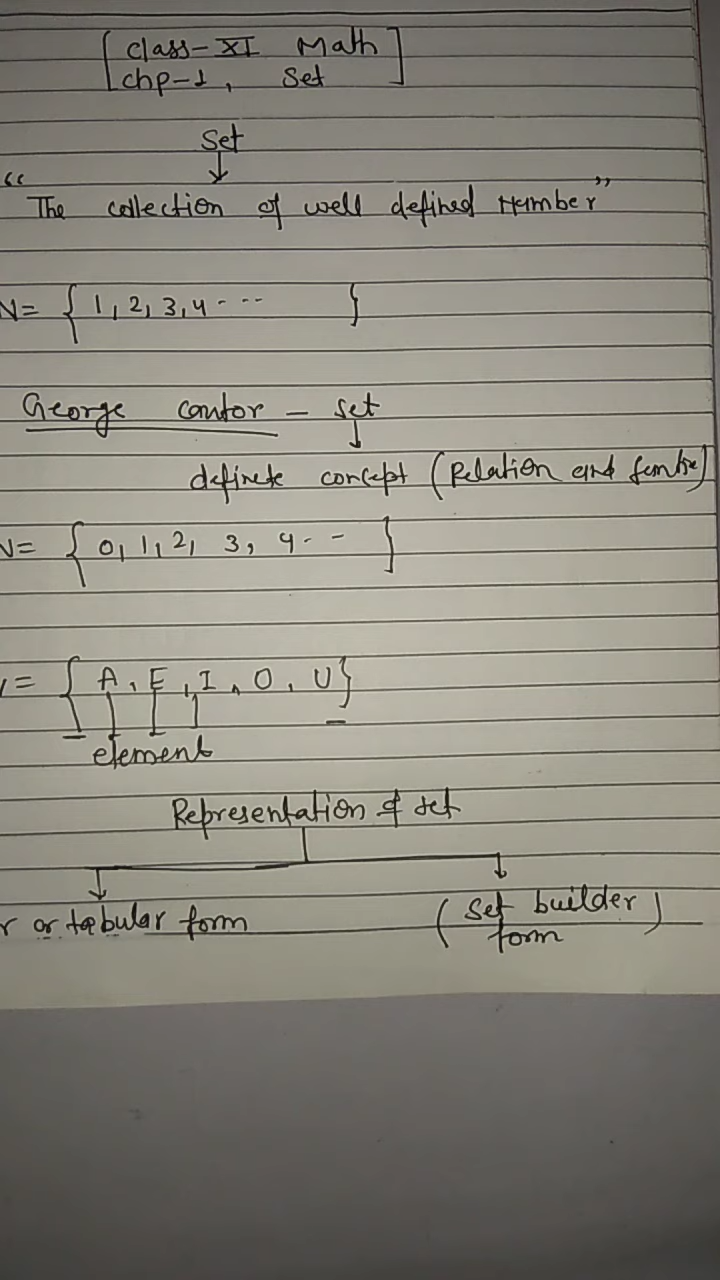 class-XI Math
chp-1, Set
Set
"The collection of well defined Number"
N= { 1, 2, 3, 4 - -- }
George cantor - set
definite concept (Relation and
N= { 0, 1, 2, 3, 4 - - }
= { A, E, I, O, U}
element
Representation of set
r or tabular form
(Set builder)
form